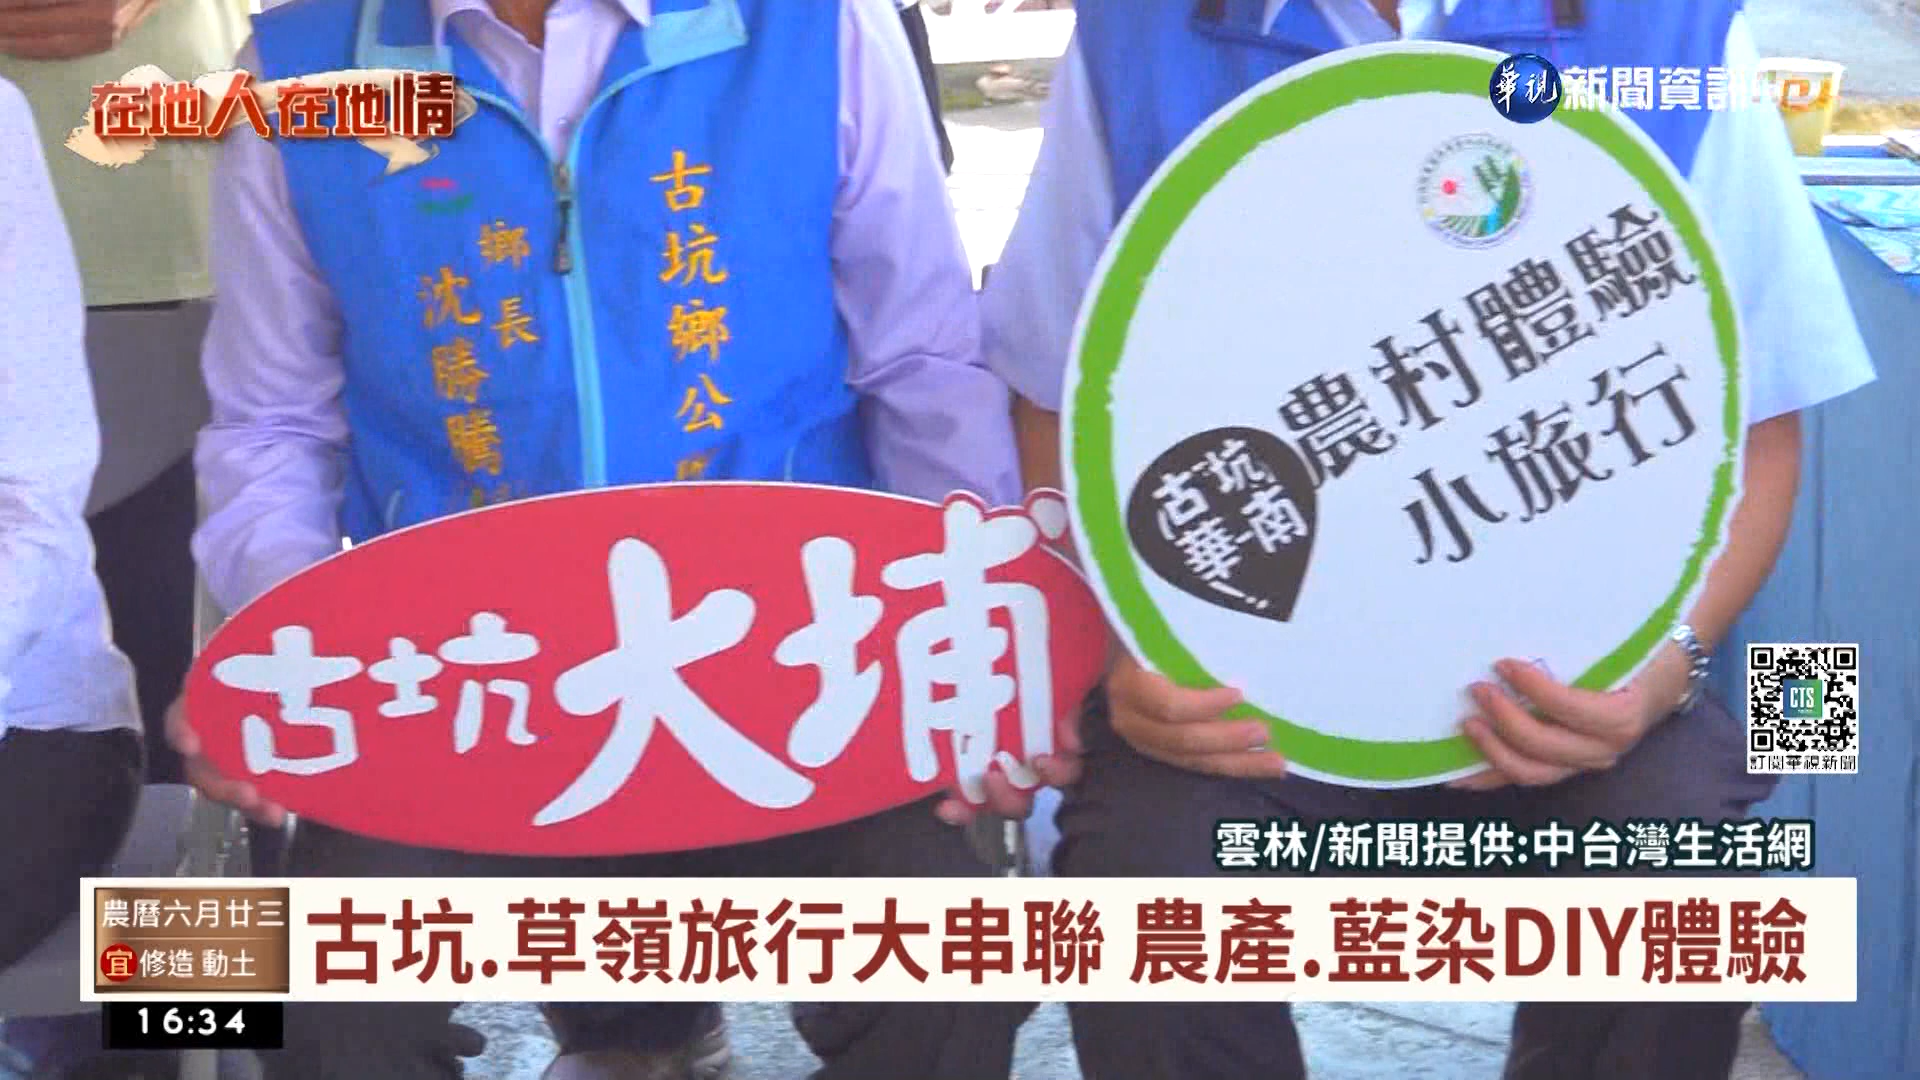 在地人在地情
華視 新聞資訊
古坑鄉公
鄉長
沈勝騰
農村體驗
小旅行
古坑
華南
古坑大埔
CTS
訂閱華視新聞
雲林/新聞提供:中台灣生活網
農曆六月廿三
宜 修造 動土
古坑.草嶺旅行大串聯 農產.藍染DIY體驗
16:34